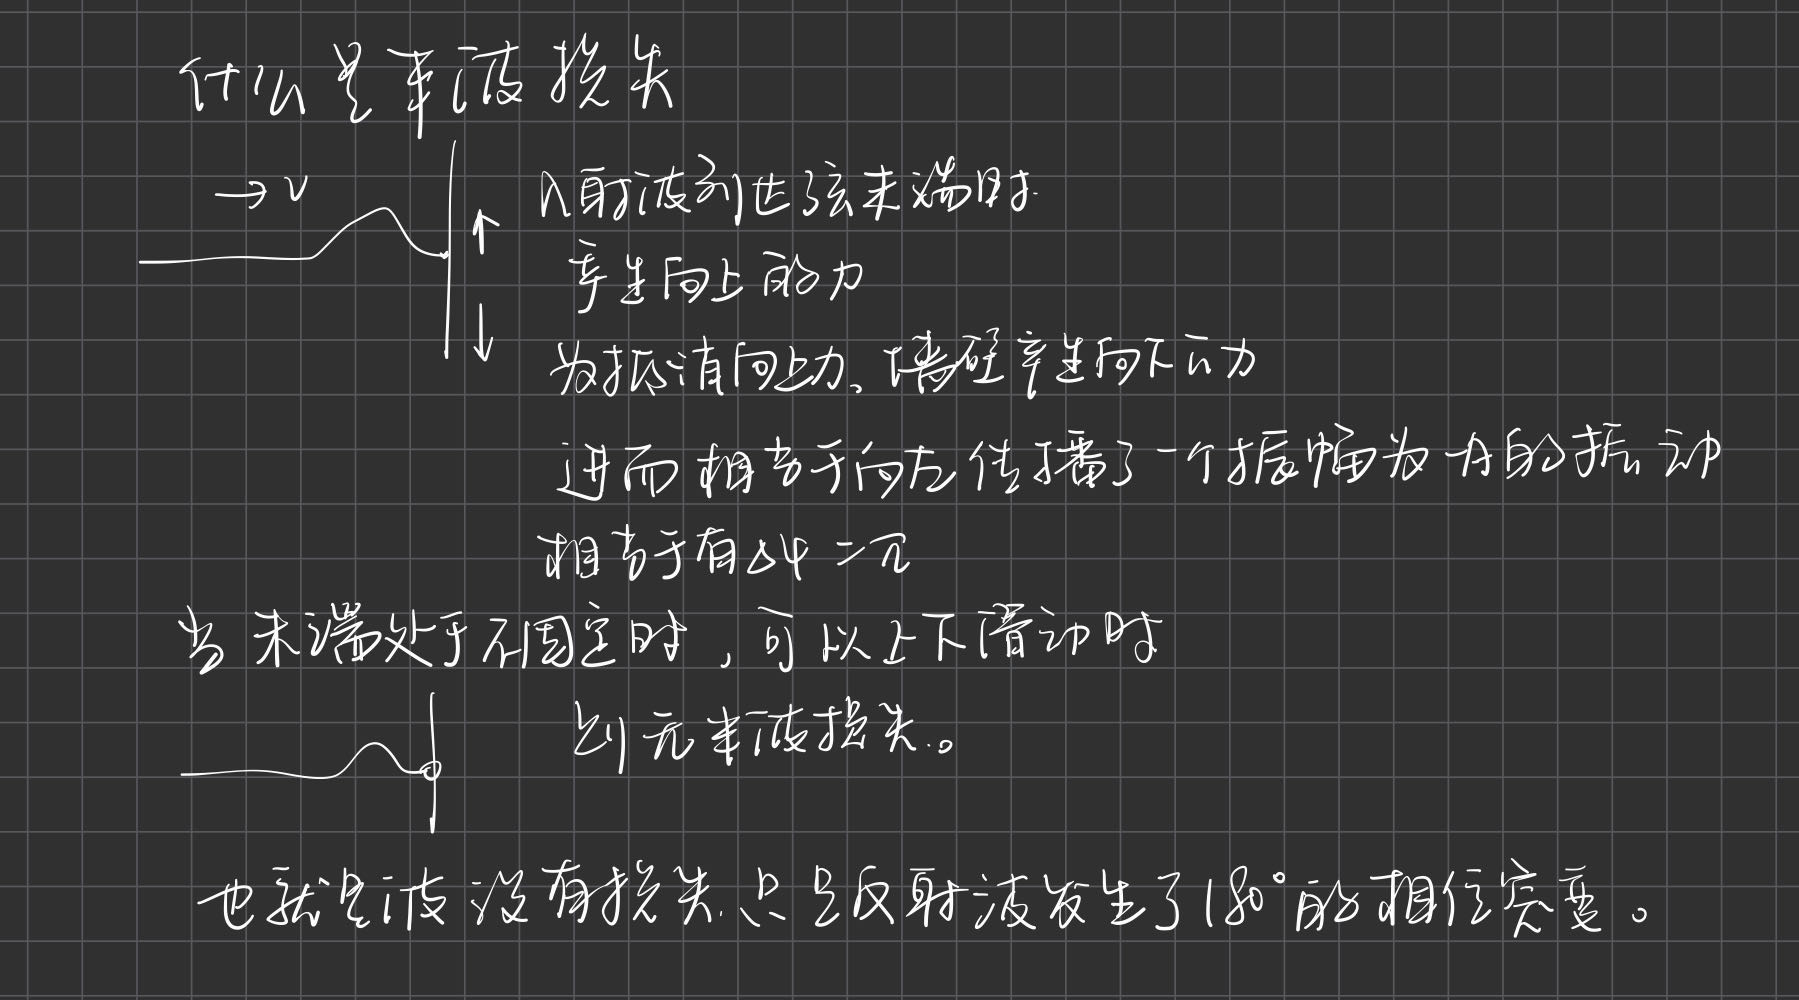 什么是半波损失
→ v
入射波到达弦末端时
产生向上的力
为抵消向上力、墙壁产生向下的力
进而相当于向左传播了一个振幅为-A的振动
相当于有Δφ=π
当末端处于不固定时，可以上下滑动时
则无半波损失。
也就是波没有损失.只是反射波发生了180°的相位突变。